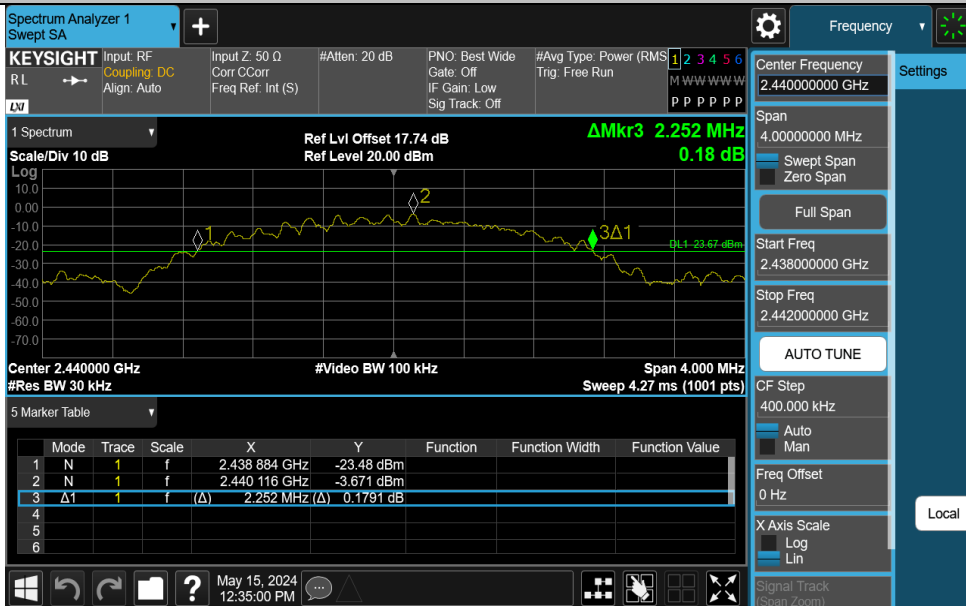 Spectrum Analyzer 1
Swept SA
+
Frequency
KEYSIGHT
RL
LXI
Input: RF
Coupling: DC
Align: Auto
Input Z: 50 Ω
Corr CCorr
Freq Ref: Int (S)
#Atten: 20 dB
PNO: Best Wide
Gate: Off
IF Gain: Low
Sig Track: Off
#Avg Type: Power (RMS
Trig: Free Run
1 2 3 4 5 6
M W W W W W
P P P P P P
1 Spectrum
Scale/Div 10 dB
Ref Lvl Offset 17.74 dB
Ref Level 20.00 dBm
ΔMkr3 2.252 MHz
0.18 dB
Log
10.0
0.00
-10.0
-20.0
-30.0
-40.0
-50.0
-60.0
-70.0
1
2
3Δ1
DL1 -23.67 dBm
Center 2.44000 GHz
#Res BW 30 kHz
#Video BW 100 kHz
Span 4.000 MHz
Sweep 4.27 ms (1001 pts)
5 Marker Table
Mode Trace Scale X Y Function Function Width Function Value
1 N 1 f 2.438 884 GHz -23.48 dBm
2 N 1 f 2.440 116 GHz -3.671 dBm
3 Δ1 1 f (Δ) 2.252 MHz (Δ) 0.1791 dB
4
5
6
Center Frequency
2.440000000 GHz
Settings
Span
4.00000000 MHz
Swept Span
Zero Span
Full Span
Start Freq
2.438000000 GHz
Stop Freq
2.442000000 GHz
AUTO TUNE
CF Step
400.000 kHz
Auto
Man
Freq Offset
0 Hz
Local
X Axis Scale
Log
Lin
Signal Track
(Span Zoom)
?
May 15, 2024
12:35:00 PM